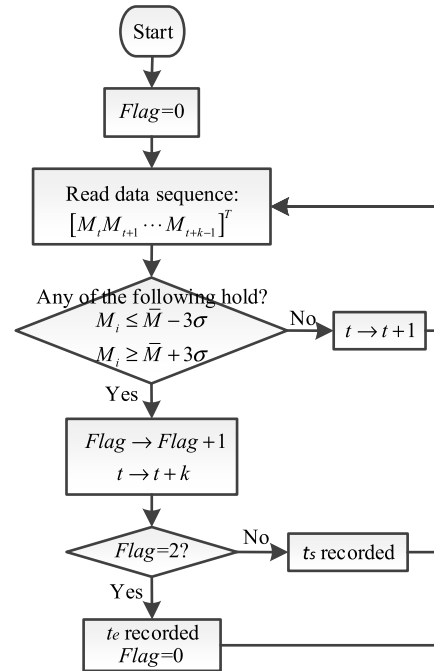 Start
Flag=0
Read data sequence:
[M_t M_{t+1} ⋯ M_{t+k-1}]^T
Any of the following hold?
M_i ≤ M̅ − 3σ
M_i ≥ M̅ + 3σ
No
t → t+1
Yes
Flag → Flag+1
t → t+k
Flag=2?
No
t_s recorded
Yes
t_e recorded
Flag=0